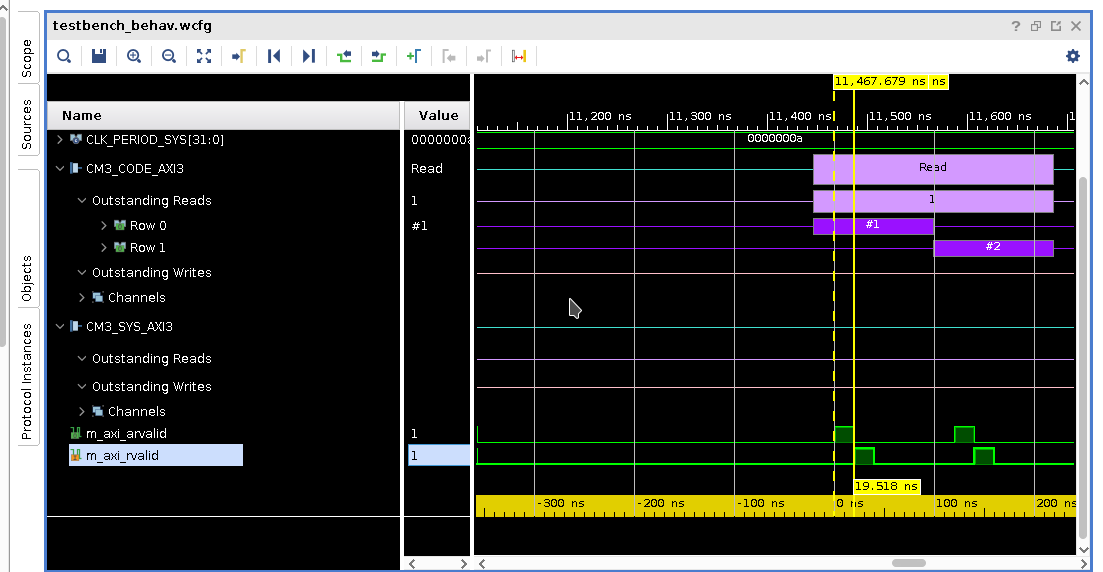 testbench_behav.wcfg
Scope
Sources
Objects
Protocol Instances
11,467.679 ns ns
Name Value
11,200 ns 11,300 ns 11,400 ns 11,500 ns 11,600 ns
CLK_PERIOD_SYS[31:0] 0000000a 0000000a
CM3_CODE_AXI3 Read Read
Outstanding Reads 1 1
Row 0 #1 #1
Row 1 #2
Outstanding Writes
Channels
CM3_SYS_AXI3
Outstanding Reads
Outstanding Writes
Channels
m_axi_arvalid 1
m_axi_rvalid 1
19.518 ns
-300 ns -200 ns -100 ns 0 ns 100 ns 200 ns